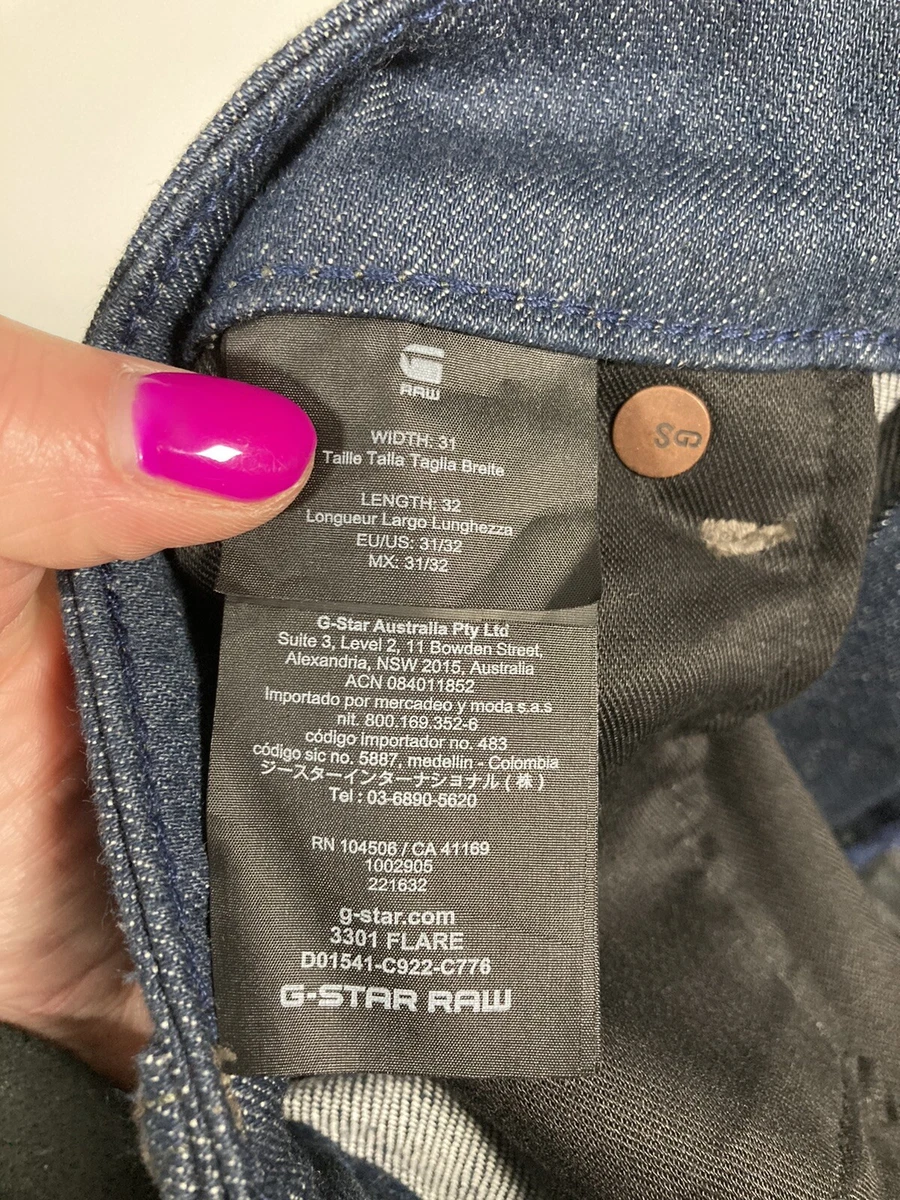 G
RAW
WIDTH: 31
Taille Talla Taglia Breite
LENGTH: 32
Longueur Largo Lunghezza
EU/US: 31/32
MX: 31/32
GS
G-Star Australia Pty Ltd
Suite 3, Level 2, 11 Bowden Street,
Alexandria, NSW 2015, Australia
ACN 084011852
Importado por mercadeo y moda s.a.s
nit. 800.169.352-6
código importador no. 483
código sic no. 5887, medellin - Colombia
ジースターインターナショナル ( 株 )
Tel : 03-6890-5620
RN 104506 / CA 41169
1002905
221632
g-star.com
3301 FLARE
D01541-C922-C776
G-STAR RAW